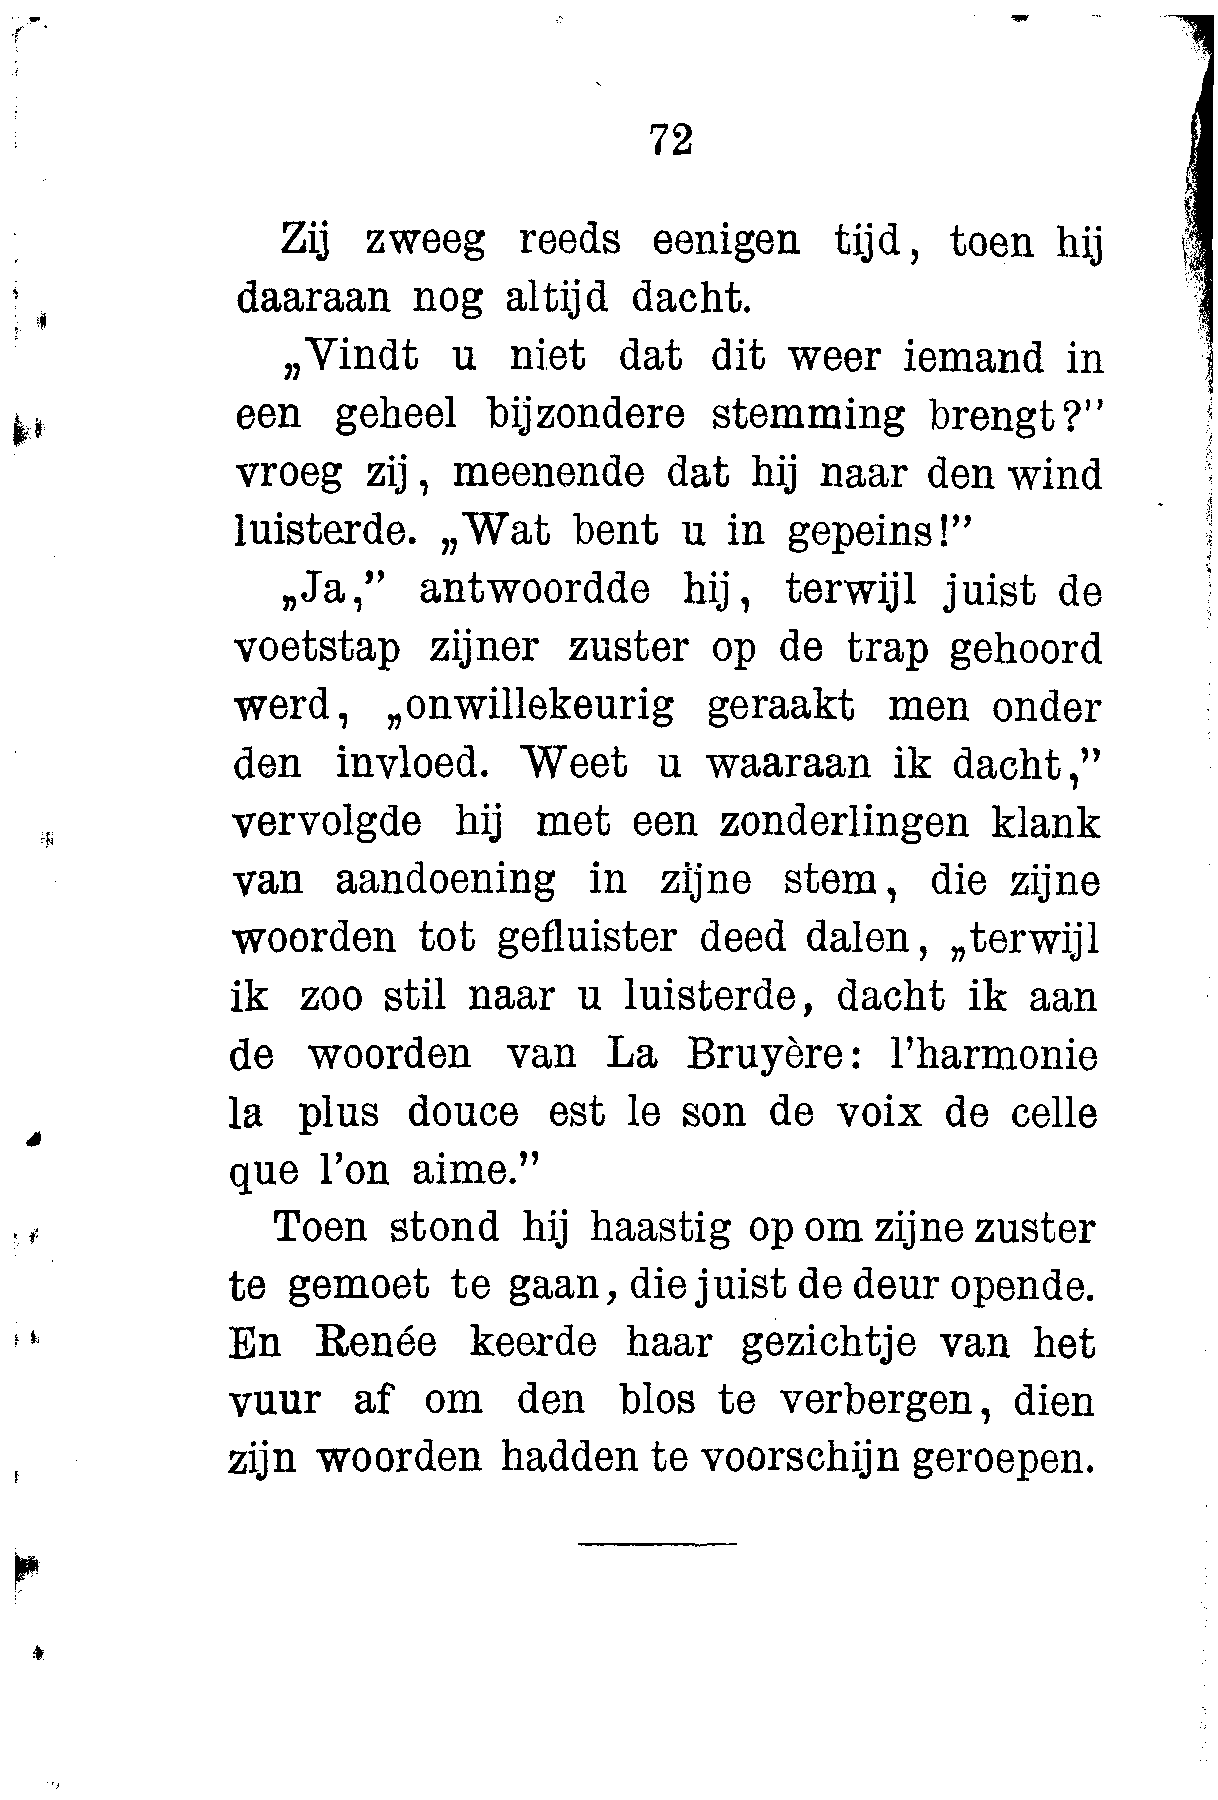 72
Zij zweeg reeds eenigen tijd, toen hij
daaraan nog altijd dacht.
„Vindt u niet dat dit weer iemand in
een geheel bijzondere stemming brengt?”
vroeg zij, meenende dat hij naar den wind
luisterde. „Wat bent u in gepeins!”
„Ja,” antwoordde hij, terwijl juist de
voetstap zijner zuster op de trap gehoord
werd, „onwillekeurig geraakt men onder
den invloed. Weet u waaraan ik dacht,”
vervolgde hij met een zonderlingen klank
van aandoening in zijne stem, die zijne
woorden tot gefluister deed dalen, „terwijl
ik zoo stil naar u luisterde, dacht ik aan
de woorden van La Bruyère: l’harmonie
la plus douce est le son de voix de celle
que l’on aime.”
Toen stond hij haastig op om zijne zuster
te gemoet te gaan, die juist de deur opende.
En Renée keerde haar gezichtje van het
vuur af om den blos te verbergen, dien
zijn woorden hadden te voorschijn geroepen.